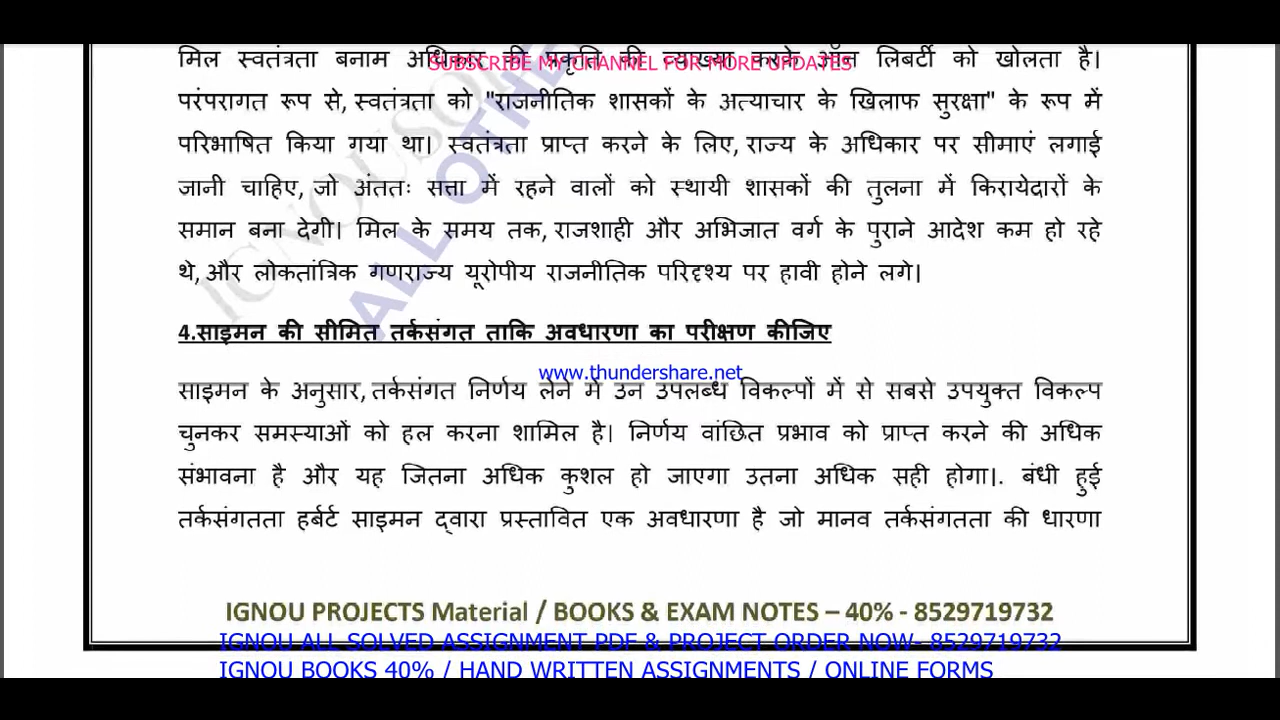 मिल स्वतंत्रता बनाम अधिकार की प्रकृति की व्याख्या करके ऑन लिबर्टी को खोलता है।
SUBSCRIBE MY CHANNEL FOR MORE UPDATES
परंपरागत रूप से, स्वतंत्रता को "राजनीतिक शासकों के अत्याचार के खिलाफ सुरक्षा" के रूप में
परिभाषित किया गया था। स्वतंत्रता प्राप्त करने के लिए, राज्य के अधिकार पर सीमाएं लगाई
जानी चाहिए, जो अंततः सत्ता में रहने वालों को स्थायी शासकों की तुलना में किरायेदारों के
समान बना देगी। मिल के समय तक, राजशाही और अभिजात वर्ग के पुराने आदेश कम हो रहे
थे, और लोकतांत्रिक गणराज्य यूरोपीय राजनीतिक परिदृश्य पर हावी होने लगे।
4.साइमन की सीमित तर्कसंगत ताकि अवधारणा का परीक्षण कीजिए
www.thundershare.net
साइमन के अनुसार, तर्कसंगत निर्णय लेने में उन उपलब्ध विकल्पों में से सबसे उपयुक्त विकल्प
चुनकर समस्याओं को हल करना शामिल है। निर्णय वांछित प्रभाव को प्राप्त करने की अधिक
संभावना है और यह जितना अधिक कुशल हो जाएगा उतना अधिक सही होगा।. बंधी हुई
तर्कसंगतता हर्बर्ट साइमन द्वारा प्रस्तावित एक अवधारणा है जो मानव तर्कसंगतता की धारणा
IGNOU PROJECTS Material / BOOKS & EXAM NOTES – 40% - 8529719732
IGNOU ALL SOLVED ASSIGNMENT PDF & PROJECT ORDER NOW- 8529719732
IGNOU BOOKS 40% / HAND WRITTEN ASSIGNMENTS / ONLINE FORMS